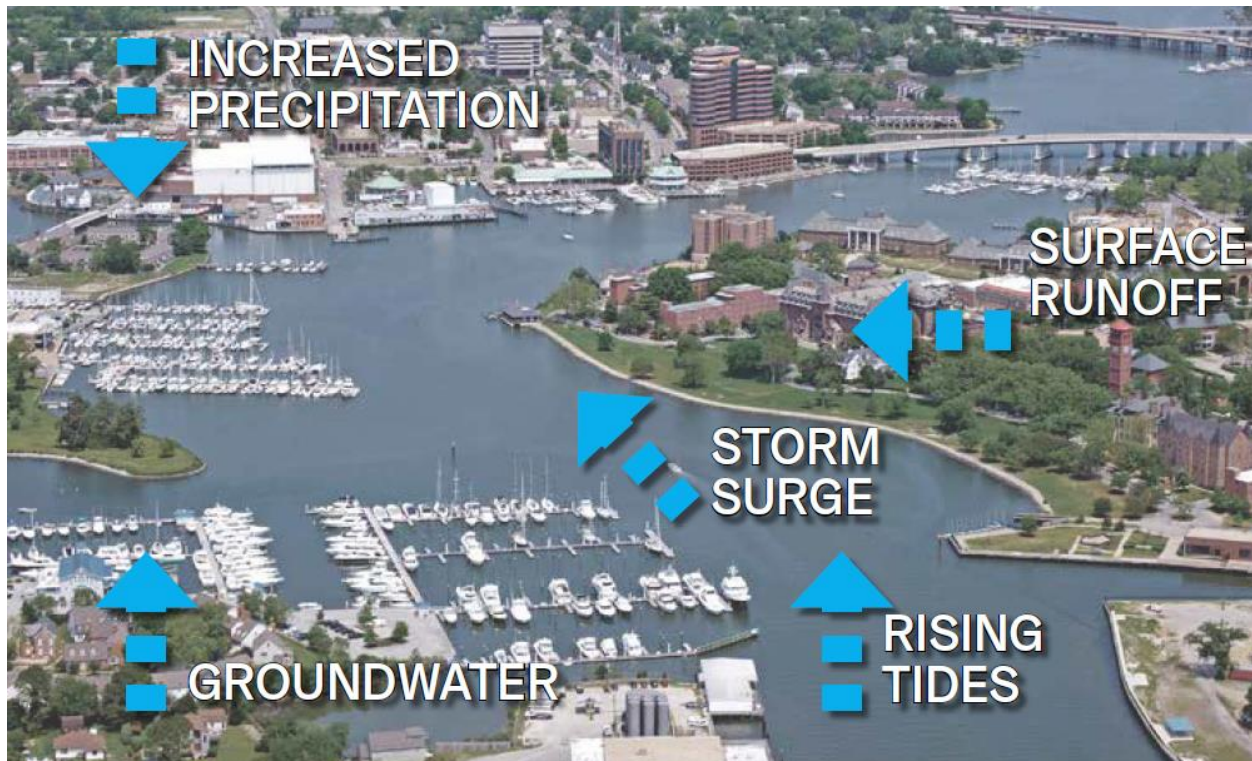 INCREASED
PRECIPITATION
SURFACE
RUNOFF
STORM
SURGE
RISING
TIDES
GROUNDWATER